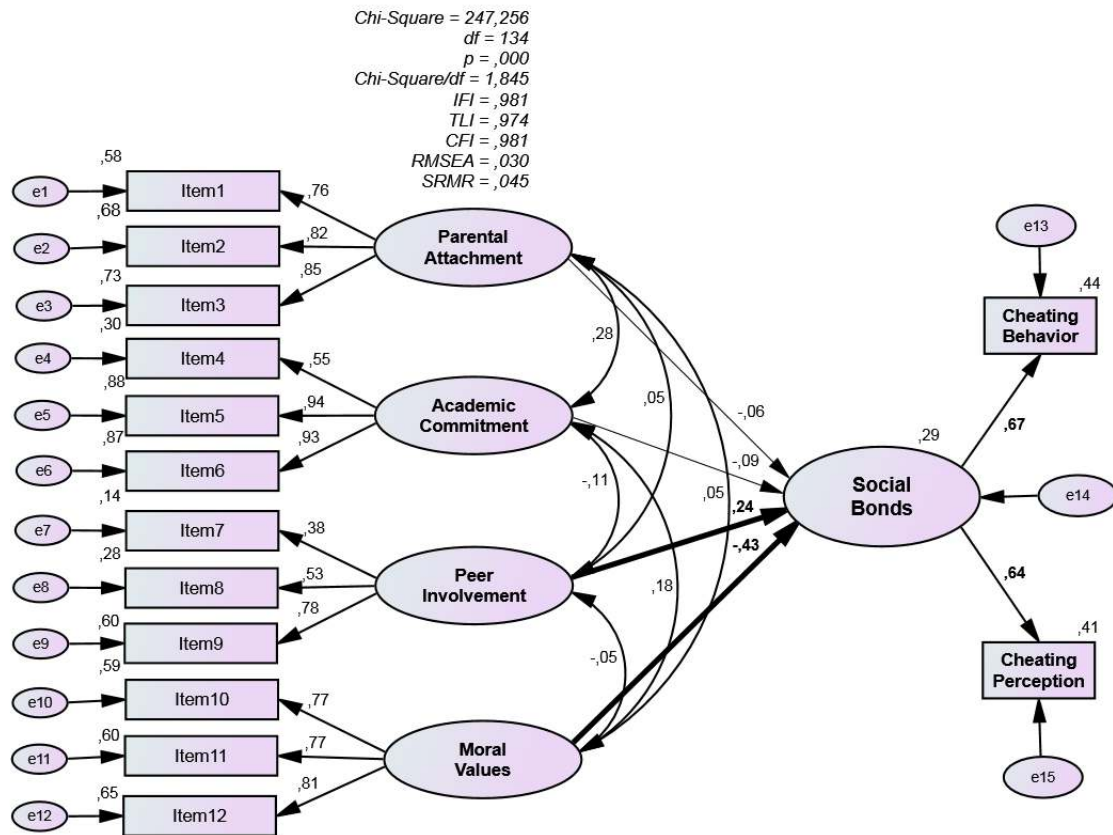 Chi-Square = 247,256
df = 134
p = ,000
Chi-Square/df = 1,845
IFI = ,981
TLI = ,974
CFI = ,981
RMSEA = ,030
SRMR = ,045
,58
e1
Item1
,76
,68
e2
Item2
,82
,73
e3
Item3
,85
Parental
Attachment
,30
e4
Item4
,55
,88
e5
Item5
,94
,87
e6
Item6
,93
Academic
Commitment
,14
e7
Item7
,38
,28
e8
Item8
,53
,60
e9
Item9
,78
Peer
Involvement
,59
e10
Item10
,77
,60
e11
Item11
,77
,65
e12
Item12
,81
Moral
Values
,28
,05
-,06
-,09
-,11
,05
,24
-,43
,18
-,05
,29
Social
Bonds
e13
,44
Cheating
Behavior
,67
e14
,64
,41
Cheating
Perception
e15